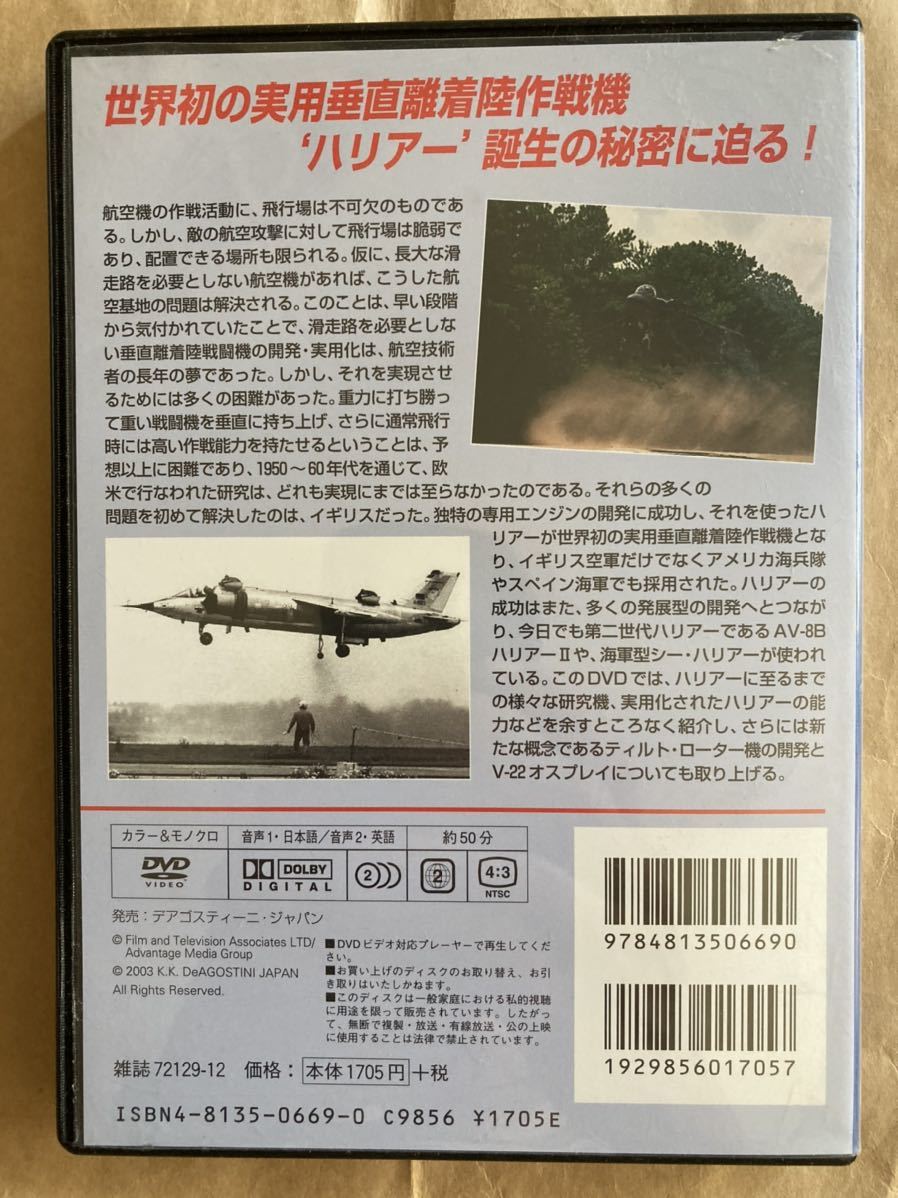 世界初の実用垂直離着陸作戦機
‘ハリアー’ 誕生の秘密に迫る！
航空機の作戦活動に、飛行場は不可欠のものであ
る。しかし、敵の航空攻撃に対して飛行場は脆弱で
あり、配置できる場所も限られる。仮に、長大な滑
走路を必要としない航空機があれば、こうした航
空基地の問題は解決される。このことは、早い段階
から気付かれていたことで、滑走路を必要としな
い垂直離着陸戦闘機の開発・実用化は、航空技術
者の長年の夢であった。しかし、それを実現させ
るためには多くの困難があった。重力に打ち勝っ
て重い戦闘機を垂直に持ち上げ、さらに通常飛行
時には高い作戦能力を持たせるということは、予
想以上に困難であり、1950～60年代を通じて、欧
米で行なわれた研究は、どれも実現にまでは至らなかったのである。それらの多くの
問題を初めて解決したのは、イギリスだった。独特の専用エンジンの開発に成功し、それを使ったハ
リアーが世界初の実用垂直離着陸作戦機とな
り、イギリス空軍だけでなくアメリカ海兵隊
やスペイン海軍でも採用された。ハリアーの
成功はまた、多くの発展型の開発へとつなが
り、今日でも第二世代ハリアーであるAV-8B
ハリアーⅡや、海軍型シー・ハリアーが使われ
ている。このDVDでは、ハリアーに至るまで
の様々な研究機、実用化されたハリアーの能
力などを余すところなく紹介し、さらには新
たな概念であるティルト・ローター機の開発と
V-22オスプレイについても取り上げる。
カラー&モノクロ 音声1・日本語/音声2・英語 約50分
DVD VIDEO DOLBY DIGITAL 2 2 4:3 NTSC
発売：デアゴスティーニ・ジャパン
© Film and Television Associates LTD/
Advantage Media Group
© 2003 K.K. DeAGOSTINI JAPAN
All Rights Reserved.
■DVDビデオ対応プレーヤーで再生してくだ
さい。
■お買い上げのディスクのお取り替え、お引
き取りはいたしかねます。
■このディスクは一般家庭における私的視聴
に用途を限って販売されています。したがっ
て、無断で複製・放送・有線放送・公の上映
に使用することは法律で禁止されています。
9784813506690
1929856017057
雑誌 72129-12 価格：本体1705円+税
ISBN4-8135-0669-0 C9856 ¥1705E